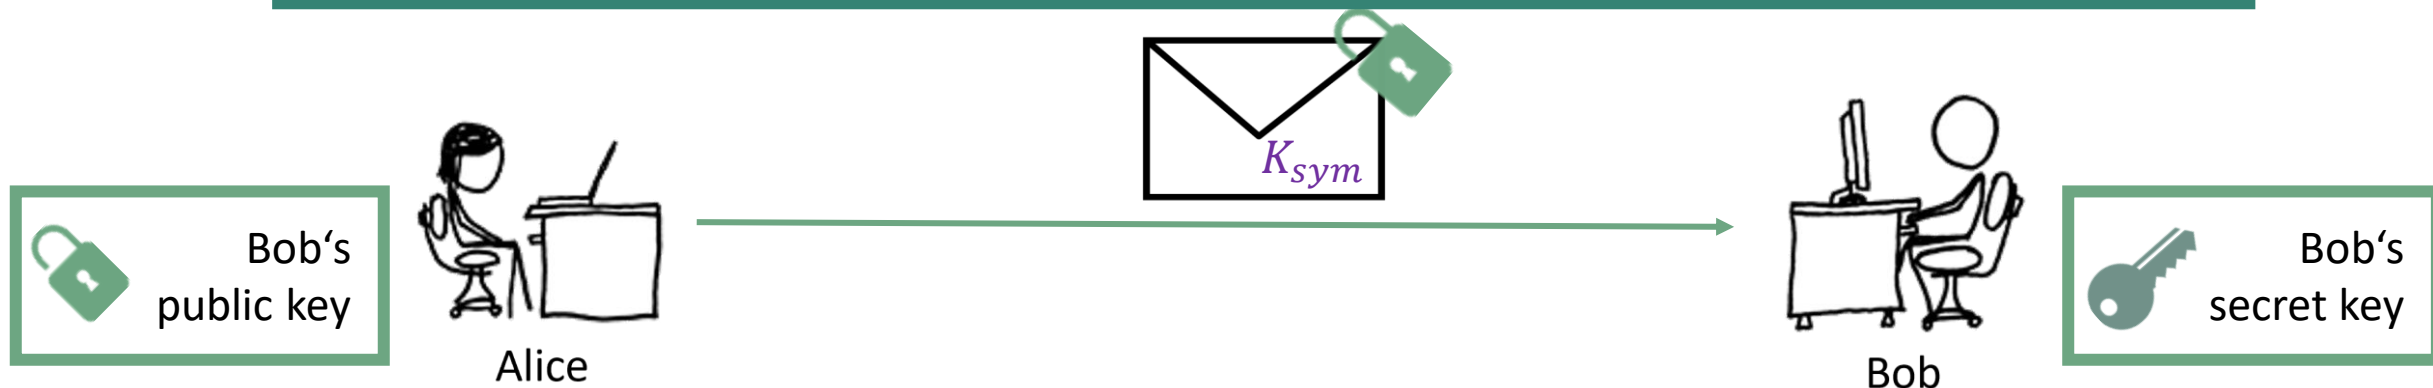 K_sym
Bob‘s
public key
Alice
Bob
Bob‘s
secret key